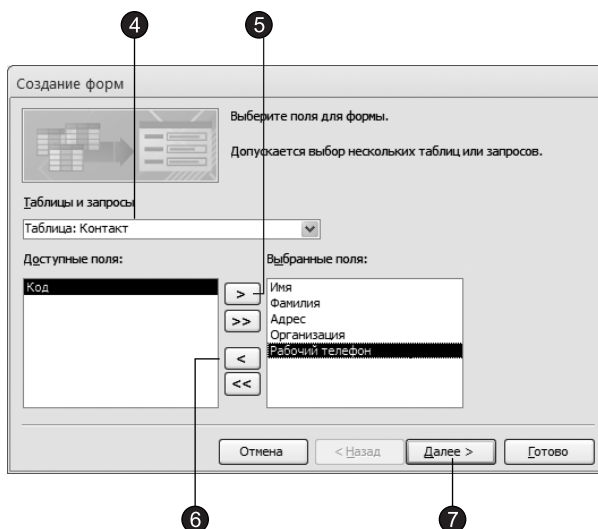 4
5
Создание форм
Выберите поля для формы.
Допускается выбор нескольких таблиц или запросов.
Таблицы и запросы
Таблица: Контакт
Доступные поля:
Выбранные поля:
Код
Имя
Фамилия
Адрес
Организация
Рабочий телефон
>
>>
<
<<
Отмена
< Назад
Далее >
Готово
6
7